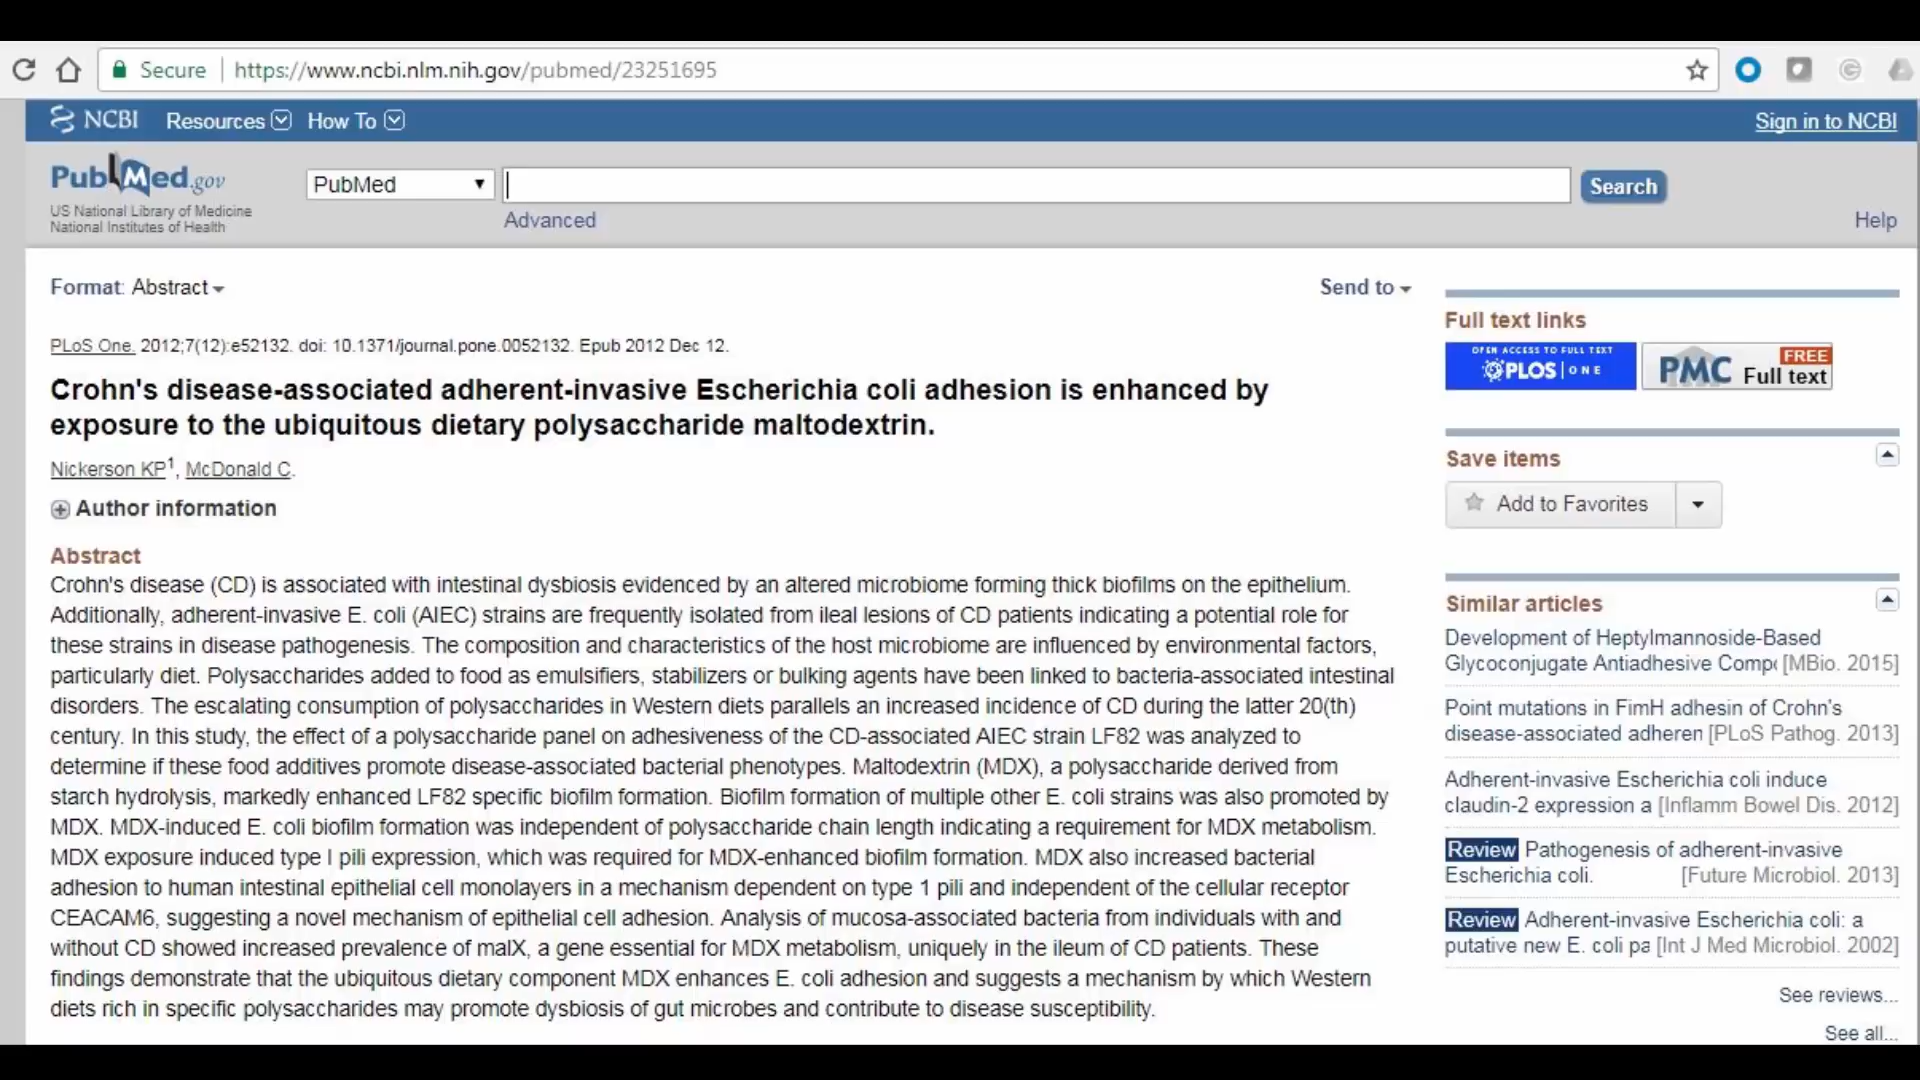 Secure https://www.ncbi.nlm.nih.gov/pubmed/23251695
NCBI Resources How To Sign in to NCBI
PubMed.gov
US National Library of Medicine
National Institutes of Health
PubMed
Search
Advanced
Help
Format: Abstract
Send to
PLoS One. 2012;7(12):e52132. doi: 10.1371/journal.pone.0052132. Epub 2012 Dec 12.
Crohn's disease-associated adherent-invasive Escherichia coli adhesion is enhanced by
exposure to the ubiquitous dietary polysaccharide maltodextrin.
Nickerson KP1, McDonald C.
Author information
Abstract
Crohn's disease (CD) is associated with intestinal dysbiosis evidenced by an altered microbiome forming thick biofilms on the epithelium.
Additionally, adherent-invasive E. coli (AIEC) strains are frequently isolated from ileal lesions of CD patients indicating a potential role for
these strains in disease pathogenesis. The composition and characteristics of the host microbiome are influenced by environmental factors,
particularly diet. Polysaccharides added to food as emulsifiers, stabilizers or bulking agents have been linked to bacteria-associated intestinal
disorders. The escalating consumption of polysaccharides in Western diets parallels an increased incidence of CD during the latter 20(th)
century. In this study, the effect of a polysaccharide panel on adhesiveness of the CD-associated AIEC strain LF82 was analyzed to
determine if these food additives promote disease-associated bacterial phenotypes. Maltodextrin (MDX), a polysaccharide derived from
starch hydrolysis, markedly enhanced LF82 specific biofilm formation. Biofilm formation of multiple other E. coli strains was also promoted by
MDX. MDX-induced E. coli biofilm formation was independent of polysaccharide chain length indicating a requirement for MDX metabolism.
MDX exposure induced type I pili expression, which was required for MDX-enhanced biofilm formation. MDX also increased bacterial
adhesion to human intestinal epithelial cell monolayers in a mechanism dependent on type 1 pili and independent of the cellular receptor
CEACAM6, suggesting a novel mechanism of epithelial cell adhesion. Analysis of mucosa-associated bacteria from individuals with and
without CD showed increased prevalence of malX, a gene essential for MDX metabolism, uniquely in the ileum of CD patients. These
findings demonstrate that the ubiquitous dietary component MDX enhances E. coli adhesion and suggests a mechanism by which Western
diets rich in specific polysaccharides may promote dysbiosis of gut microbes and contribute to disease susceptibility.
Full text links
OPEN ACCESS TO FULL TEXT
PLOS ONE
PMC FREE Full text
Save items
Add to Favorites
Similar articles
Development of Heptylmannoside-Based
Glycoconjugate Antiadhesive Comp [MBio. 2015]
Point mutations in FimH adhesin of Crohn's
disease-associated adheren [PLoS Pathog. 2013]
Adherent-invasive Escherichia coli induce
claudin-2 expression a [Inflamm Bowel Dis. 2012]
Review Pathogenesis of adherent-invasive
Escherichia coli. [Future Microbiol. 2013]
Review Adherent-invasive Escherichia coli: a
putative new E. coli pa [Int J Med Microbiol. 2002]
See reviews...
See all...